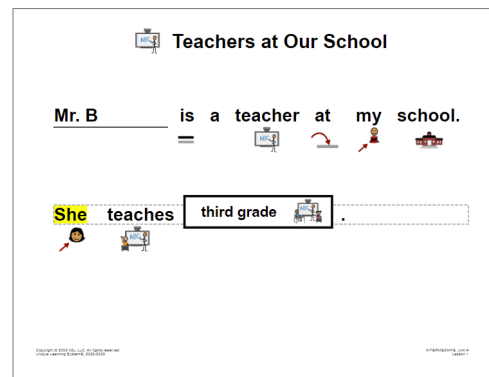 Teachers at Our School
Mr. B is a teacher at my school.
She teaches third grade .